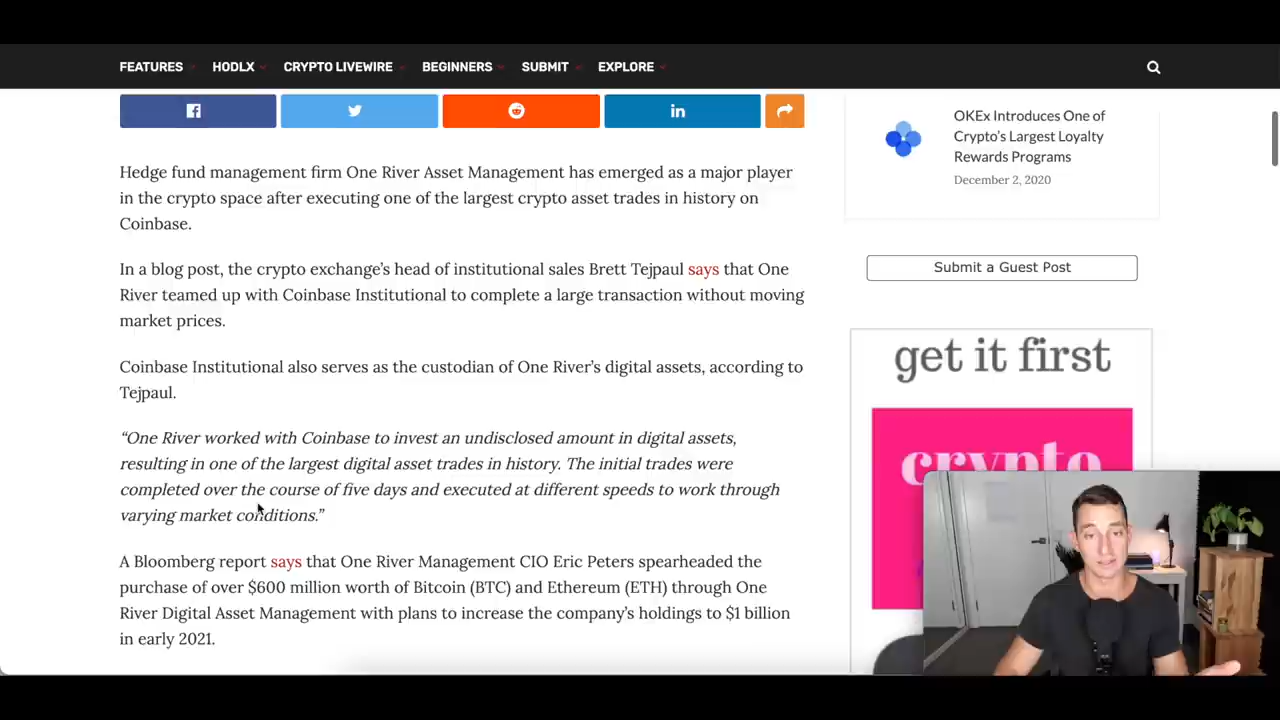 FEATURES HODLX CRYPTO LIVEWIRE BEGINNERS SUBMIT EXPLORE
Hedge fund management firm One River Asset Management has emerged as a major player
in the crypto space after executing one of the largest crypto asset trades in history on
Coinbase.
In a blog post, the crypto exchange’s head of institutional sales Brett Tejpaul says that One
River teamed up with Coinbase Institutional to complete a large transaction without moving
market prices.
Coinbase Institutional also serves as the custodian of One River’s digital assets, according to
Tejpaul.
“One River worked with Coinbase to invest an undisclosed amount in digital assets,
resulting in one of the largest digital asset trades in history. The initial trades were
completed over the course of five days and executed at different speeds to work through
varying market conditions.”
A Bloomberg report says that One River Management CIO Eric Peters spearheaded the
purchase of over $600 million worth of Bitcoin (BTC) and Ethereum (ETH) through One
River Digital Asset Management with plans to increase the company’s holdings to $1 billion
in early 2021.
OKEx Introduces One of
Crypto’s Largest Loyalty
Rewards Programs
December 2, 2020
Submit a Guest Post
get it first
crypto